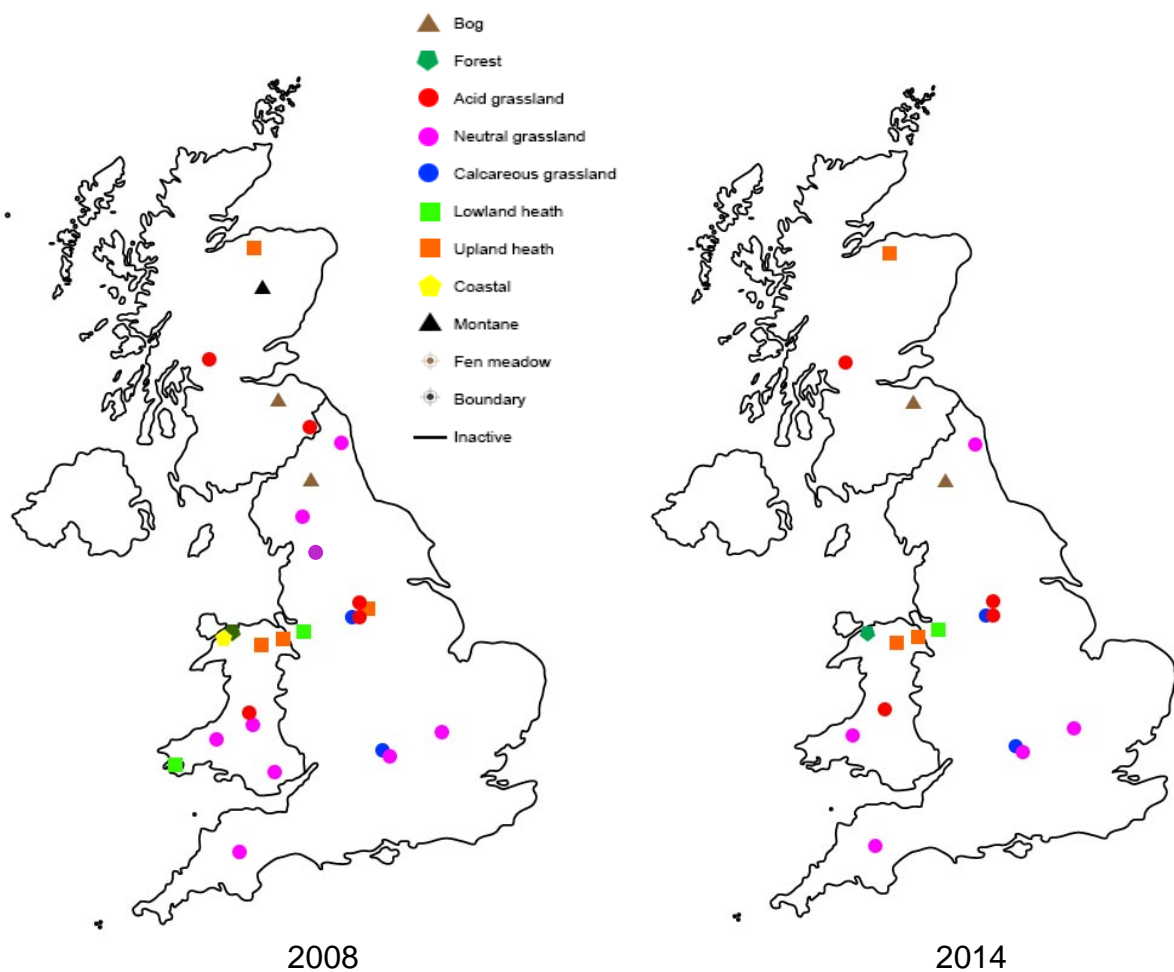 Bog
Forest
Acid grassland
Neutral grassland
Calcareous grassland
Lowland heath
Upland heath
Coastal
Montane
Fen meadow
Boundary
Inactive
2008
2014